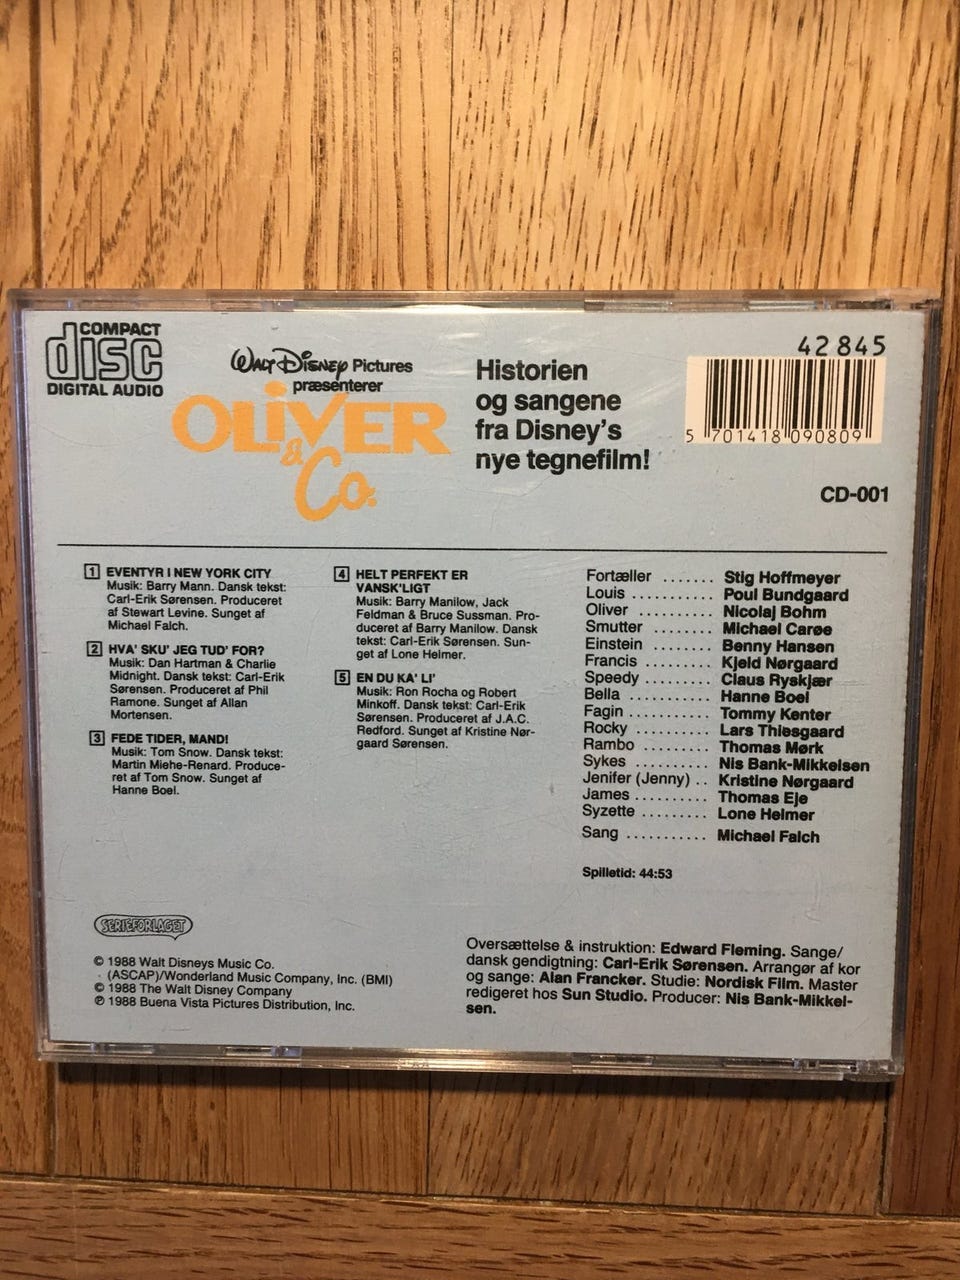 COMPACT
disc
DIGITAL AUDIO
WALT DISNEY Pictures
præsenterer
OLiVER
& Co.
Historien
og sangene
fra Disney's
nye tegnefilm!
42 845
5 701418 090809
CD-001
1 EVENTYR I NEW YORK CITY
Musik: Barry Mann. Dansk tekst:
Carl-Erik Sørensen. Produceret
af Stewart Levine. Sunget af
Michael Falch.
2 HVA' SKU' JEG TUD' FOR?
Musik: Dan Hartman & Charlie
Midnight. Dansk tekst: Carl-Erik
Sørensen. Produceret af Phil
Ramone. Sunget af Allan
Mortensen.
3 FEDE TIDER, MAND!
Musik: Tom Snow. Dansk tekst:
Martin Miehe-Renard. Produce-
ret af Tom Snow. Sunget af
Hanne Boel.
4 HELT PERFEKT ER
VANSK'LIGT
Musik: Barry Manilow, Jack
Feldman & Bruce Sussman. Pro-
duceret af Barry Manilow. Dansk
tekst: Carl-Erik Sørensen. Sun-
get af Lone Helmer.
5 EN DU KA' LI'
Musik: Ron Rocha og Robert
Minkoff. Dansk tekst: Carl-Erik
Sørensen. Produceret af J.A.C.
Redford. Sunget af Kristine Nør-
gaard Sørensen.
Fortæller ....... Stig Hoffmeyer
Louis ........... Poul Bundgaard
Oliver .......... Nicolaj Bohm
Smutter ........ Michael Carøe
Einstein ........ Benny Hansen
Francis ......... Kjeld Nørgaard
Speedy ......... Claus Ryskjær
Bella ........... Hanne Boel
Fagin ........... Tommy Kenter
Rocky .......... Lars Thiesgaard
Rambo ......... Thomas Mørk
Sykes .......... Nis Bank-Mikkelsen
Jenifer (Jenny) .. Kristine Nørgaard
James .......... Thomas Eje
Syzette ......... Lone Helmer
Sang ........... Michael Falch
Spilletid: 44:53
SERIEFORLAGET
© 1988 Walt Disneys Music Co.
(ASCAP)/Wonderland Music Company, Inc. (BMI)
© 1988 The Walt Disney Company
℗ 1988 Buena Vista Pictures Distribution, Inc.
Oversættelse & instruktion: Edward Fleming. Sange/
dansk gendigtning: Carl-Erik Sørensen. Arrangør af kor
og sange: Alan Francker. Studie: Nordisk Film. Master
redigeret hos Sun Studio. Producer: Nis Bank-Mikkel-
sen.